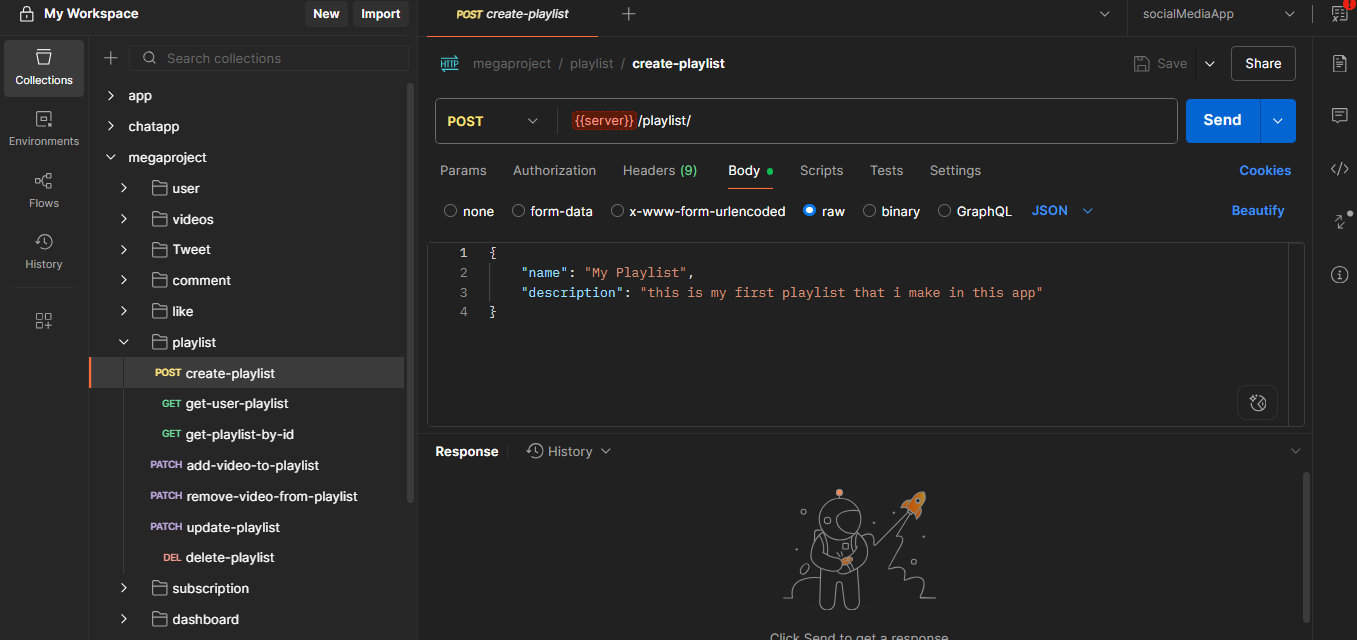 My Workspace
New
Import
POST create-playlist
socialMediaApp
Collections
Environments
Flows
History
Search collections
app
chatapp
megaproject
user
videos
Tweet
comment
like
playlist
POST create-playlist
GET get-user-playlist
GET get-playlist-by-id
PATCH add-video-to-playlist
PATCH remove-video-from-playlist
PATCH update-playlist
DEL delete-playlist
subscription
dashboard
HTTP megaproject / playlist / create-playlist
Save
Share
POST
{{server}}/playlist/
Send
Params Authorization Headers (9) Body Scripts Tests Settings
Cookies
none form-data x-www-form-urlencoded raw binary GraphQL JSON
Beautify
1 {
2 "name": "My Playlist",
3 "description": "this is my first playlist that i make in this app"
4 }
Response
History
Click Send to get a response